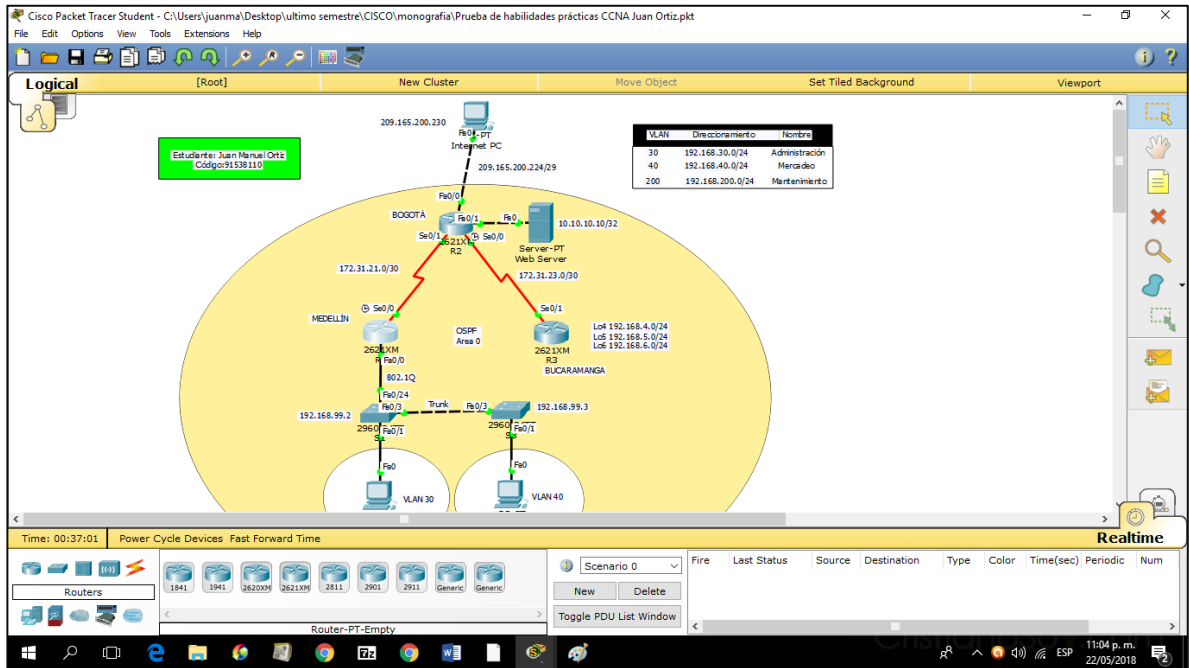 Cisco Packet Tracer Student - C:\Users\juanma\Desktop\ultimo semestre\CISCO\monografia\Prueba de habilidades prácticas CCNA Juan Ortiz.pkt
File Edit Options View Tools Extensions Help
Logical [Root] New Cluster Move Object Set Tiled Background Viewport
209.165.200.230
Fa0
-PT
Internet PC
209.165.200.224/29
Estudiante: Juan Manuel Ortiz
Código:91538110
VLAN Direccionamiento Nombre
30 192.168.30.0/24 Administración
40 192.168.40.0/24 Mercadeo
200 192.168.200.0/24 Mantenimiento
Fa0/0
BOGOTÁ
Fa0/1 Fa0
10.10.10.10/32
Se0/1 Se0/0
R2
Server-PT
Web Server
172.31.21.0/30
172.31.23.0/30
Se0/0
Se0/1
MEDELLÍN
OSPF
Area 0
Lo4 192.168.4.0/24
Lo5 192.168.5.0/24
Lo6 192.168.6.0/24
2621XM
R3
BUCARAMANGA
Fa0/0
802.1Q
Fa0/24
Fa0/3 Trunk Fa0/3
192.168.99.2
192.168.99.3
2960
Fa0/1
2960
Fa0/1
Fa0
Fa0
VLAN 30
VLAN 40
Time: 00:37:01 Power Cycle Devices Fast Forward Time
Realtime
Routers
1841 1941 2620XM 2621XM 2811 2901 2911 Generic Generic
Router-PT-Empty
Scenario 0
New Delete
Toggle PDU List Window
Fire Last Status Source Destination Type Color Time(sec) Periodic Num
ESP
11:04 p. m.
22/05/2018